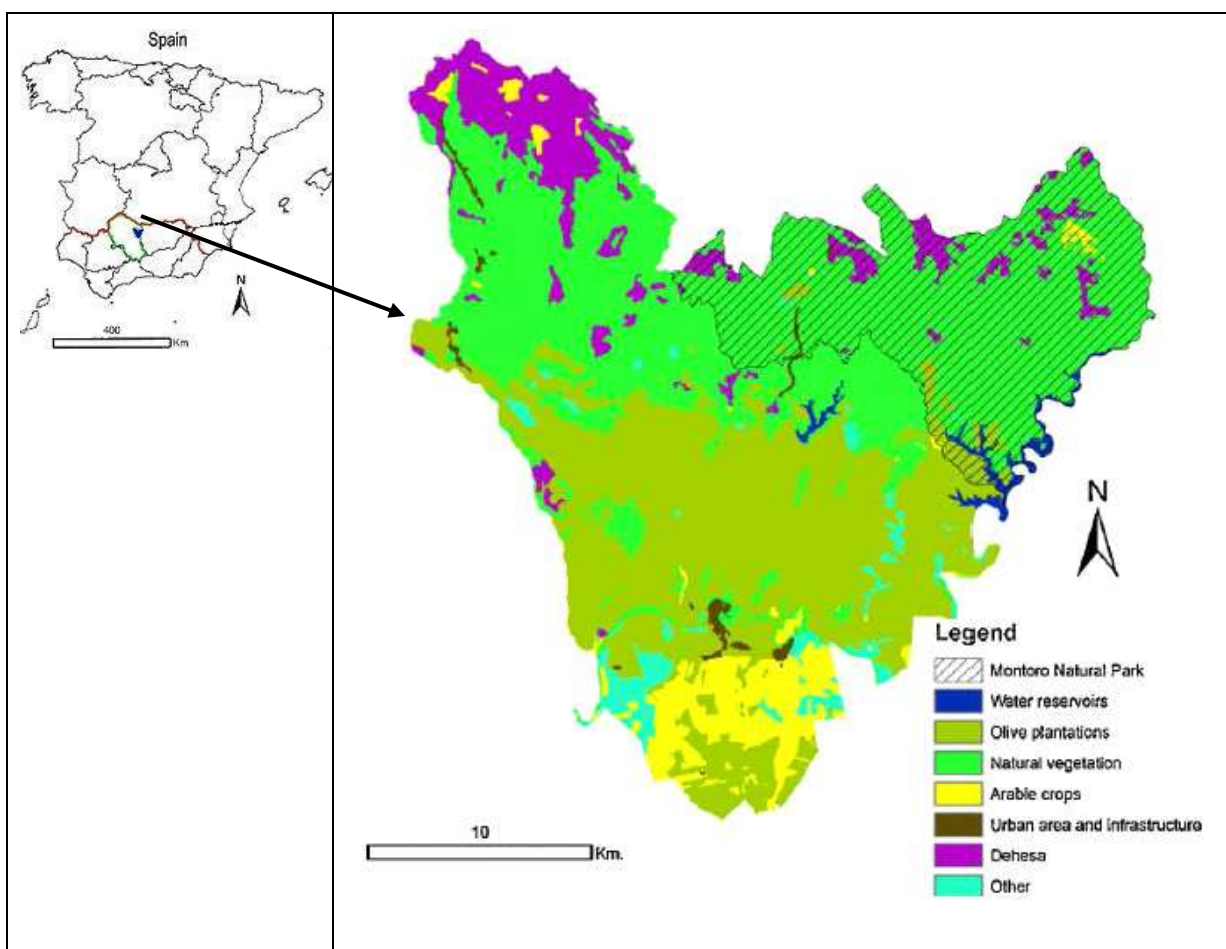 Spain
N
400
Km
N
Legend
Montoro Natural Park
Water reservoirs
Olive plantations
Natural vegetation
Arable crops
Urban area and infrastructure
Dehesa
Other
10
Km.